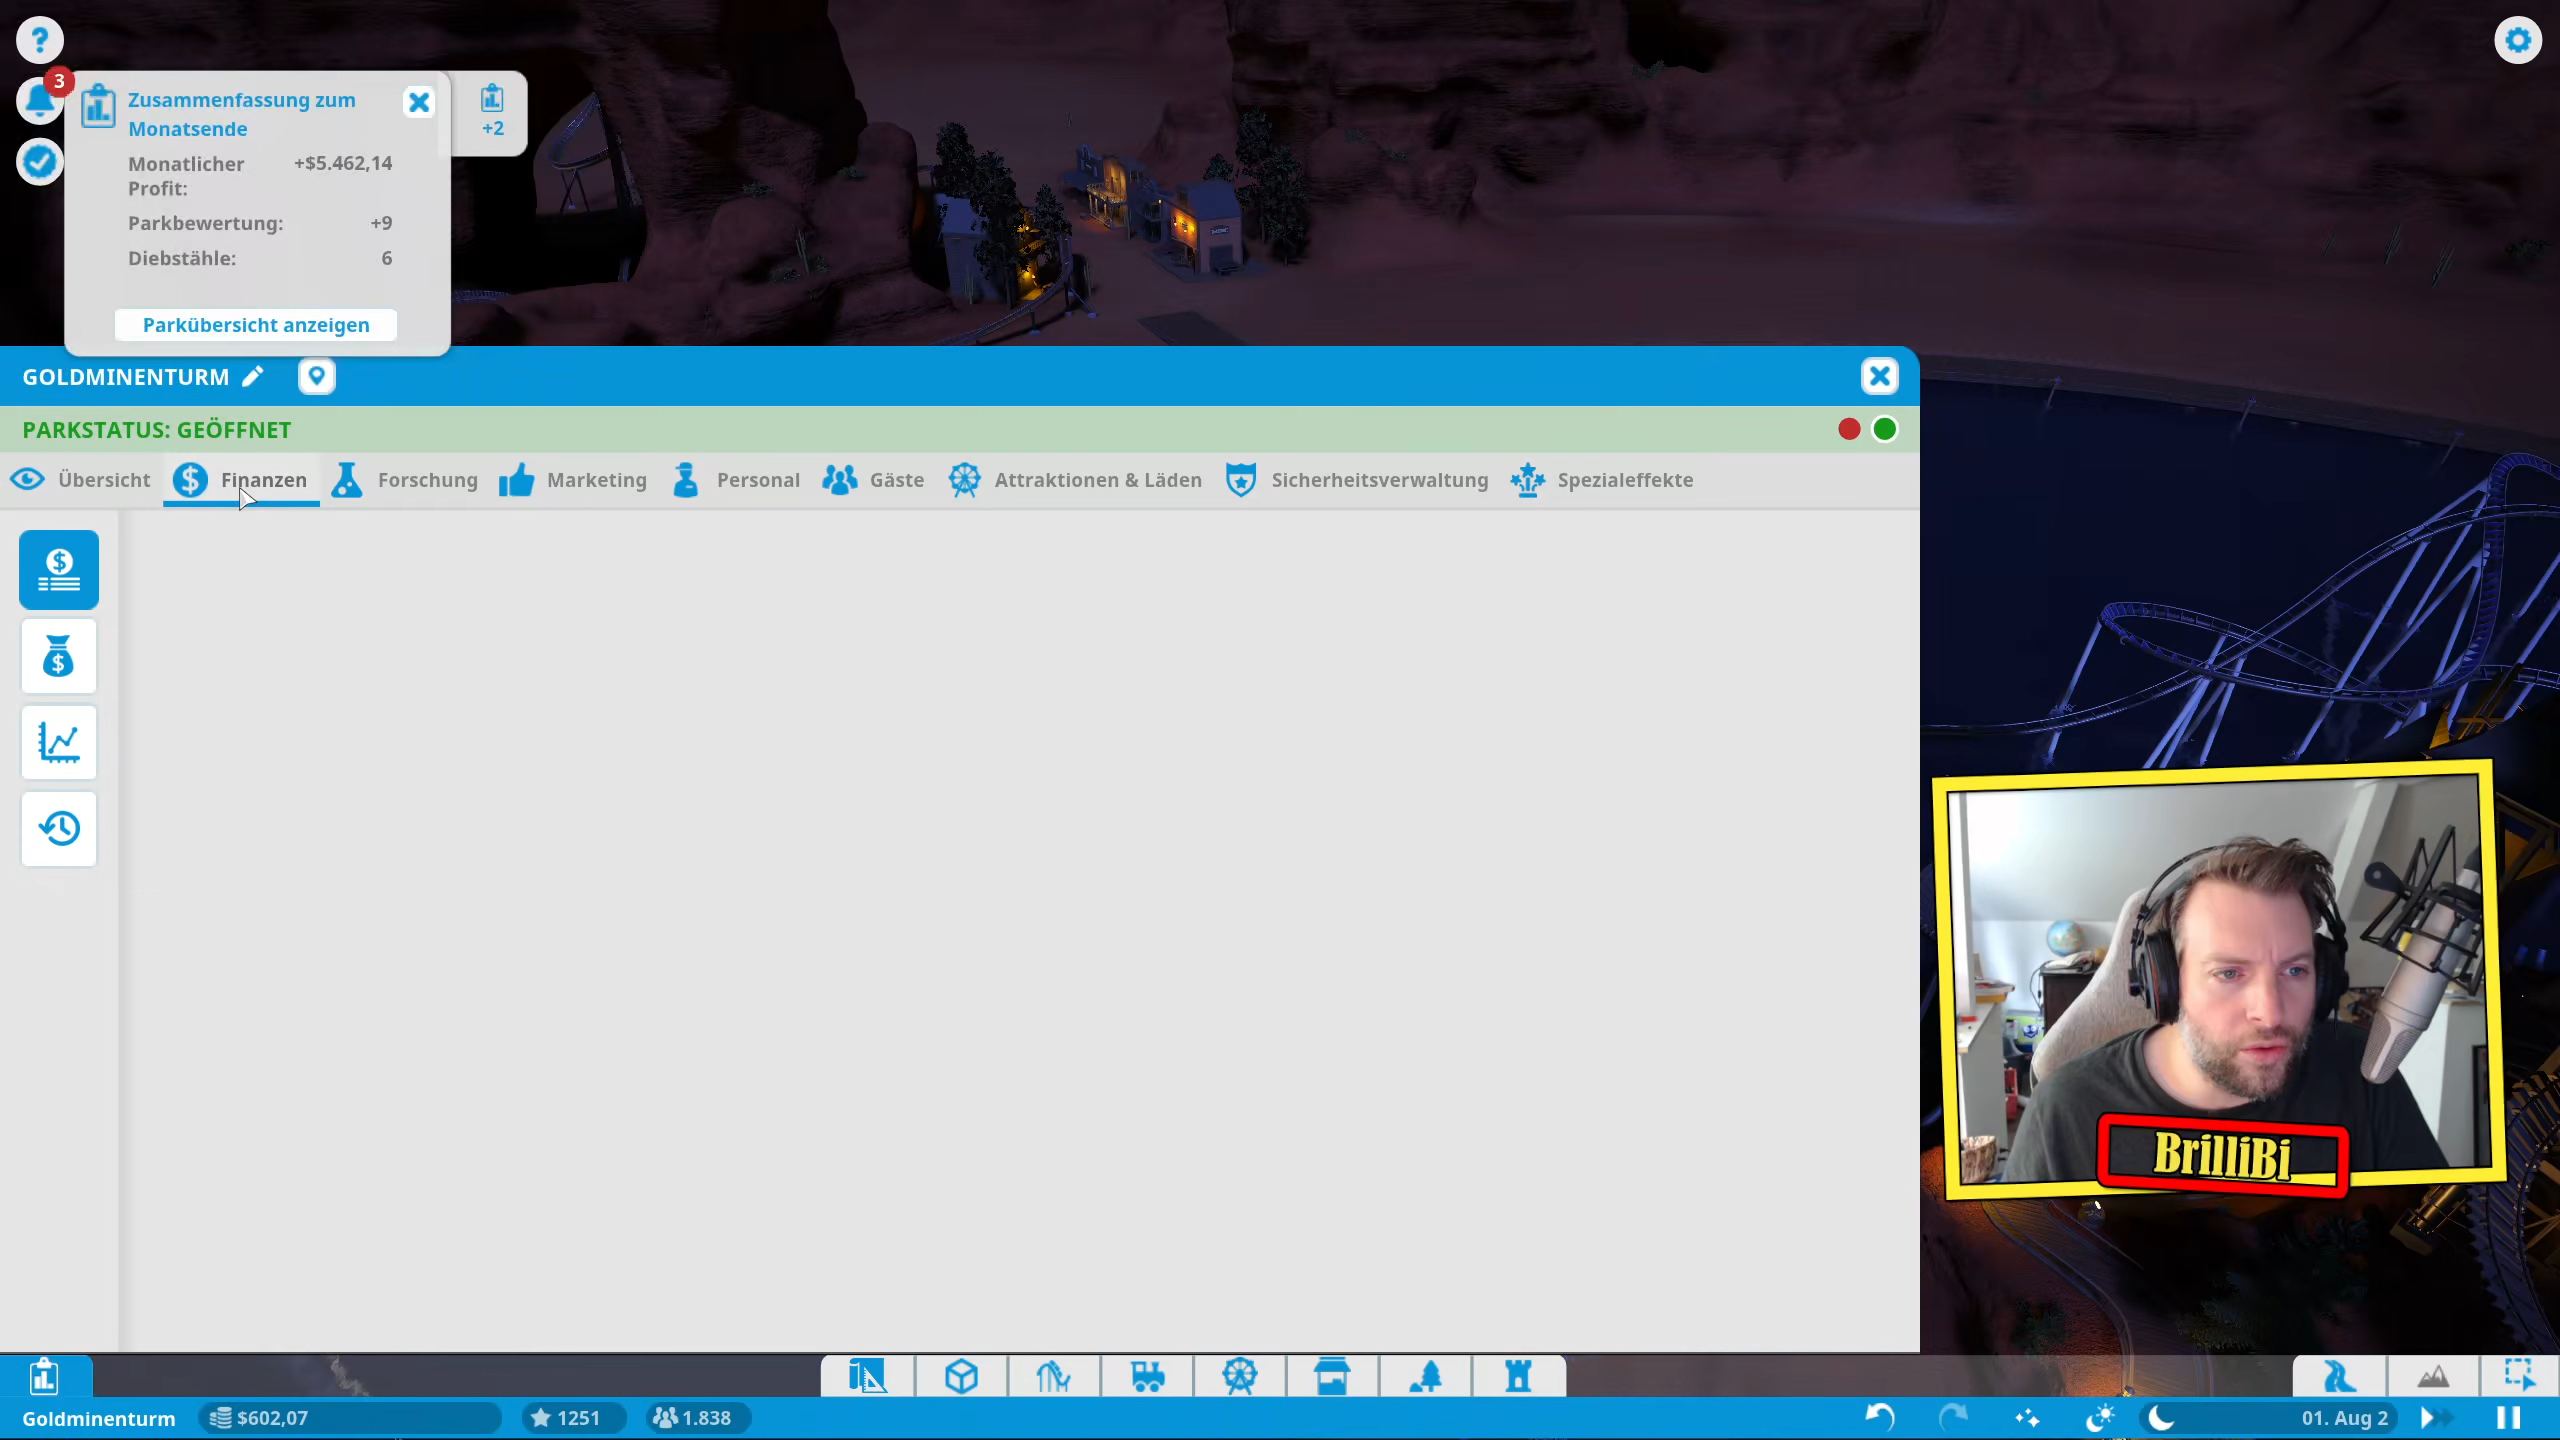 3
Zusammenfassung zum
Monatsende
Monatlicher Profit: +$5.462,14
Parkbewertung: +9
Diebstähle: 6
Parkübersicht anzeigen
+2
GOLDMINENTURM
PARKSTATUS: GEÖFFNET
Übersicht Finanzen Forschung Marketing Personal Gäste Attraktionen & Läden Sicherheitsverwaltung Spezialeffekte
BrilliBi
Goldminenturm $602,07 1251 1.838 01. Aug 2